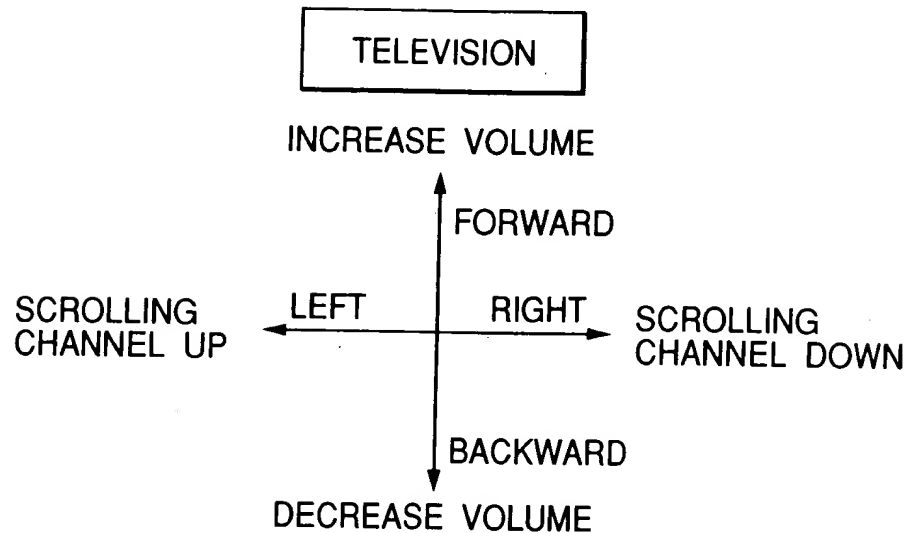 TELEVISION
INCREASE VOLUME
FORWARD
LEFT
RIGHT
SCROLLING
CHANNEL UP
SCROLLING
CHANNEL DOWN
BACKWARD
DECREASE VOLUME